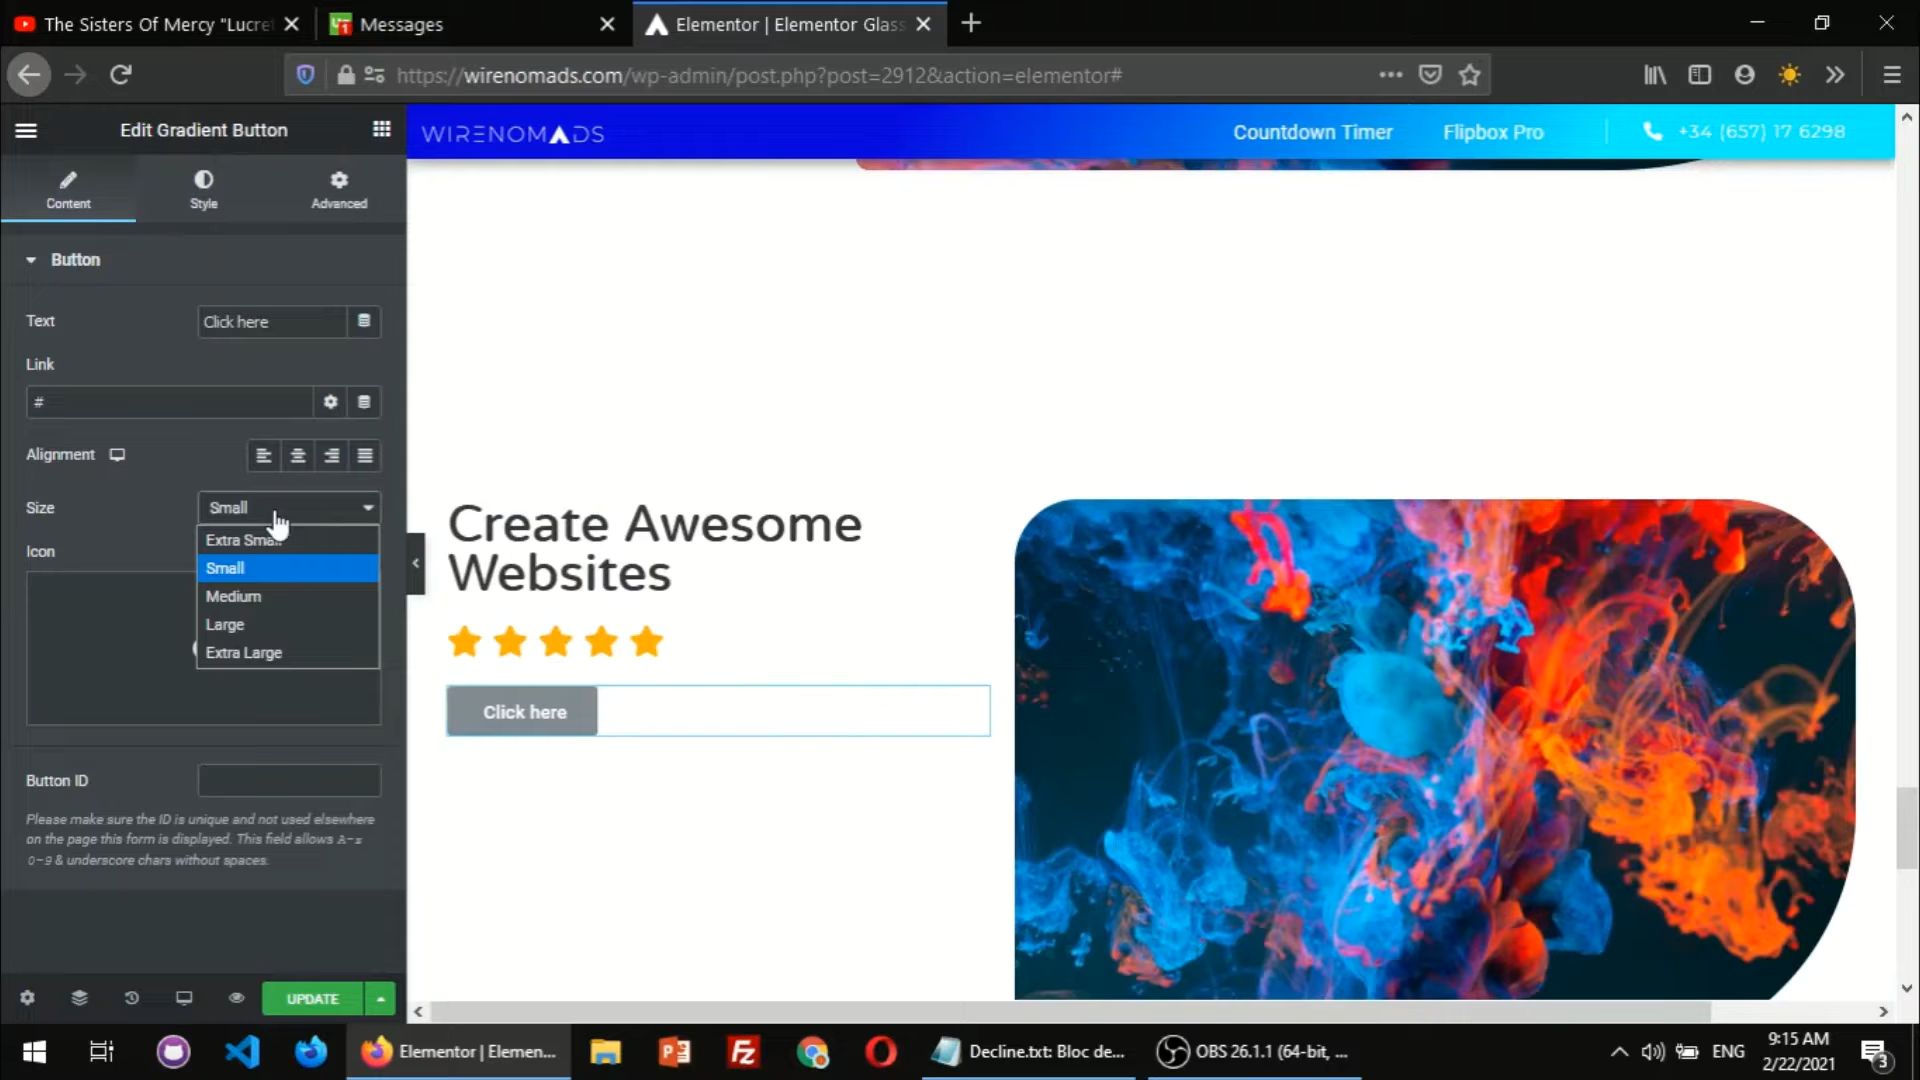 The Sisters Of Mercy "Lucret
Messages
Elementor | Elementor Glass
https://wirenomads.com/wp-admin/post.php?post=2912&action=elementor#
Edit Gradient Button
WIRENOMADS
Countdown Timer
Flipbox Pro
+34 (657) 17 6298
Content
Style
Advanced
Button
Text
Click here
Link
#
Alignment
Size
Small
Extra Small
Icon
Small
Medium
Large
Extra Large
Create Awesome
Websites
Click here
Button ID
Please make sure the ID is unique and not used elsewhere
on the page this form is displayed. This field allows A-z
0-9 & underscore chars without spaces.
UPDATE
Elementor | Elemen...
Decline.txt: Bloc de...
OBS 26.1.1 (64-bit, ...
ENG
9:15 AM
2/22/2021
3